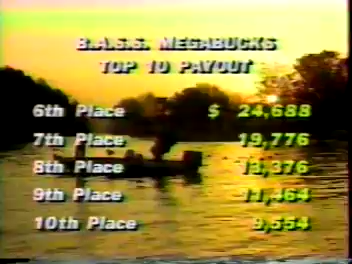 B.A.S.S. MEGABUCKS
TOP 10 PAYOUT
6th Place $ 24,688
7th Place 19,776
8th Place
9th Place 11,464
10th Place 9,554